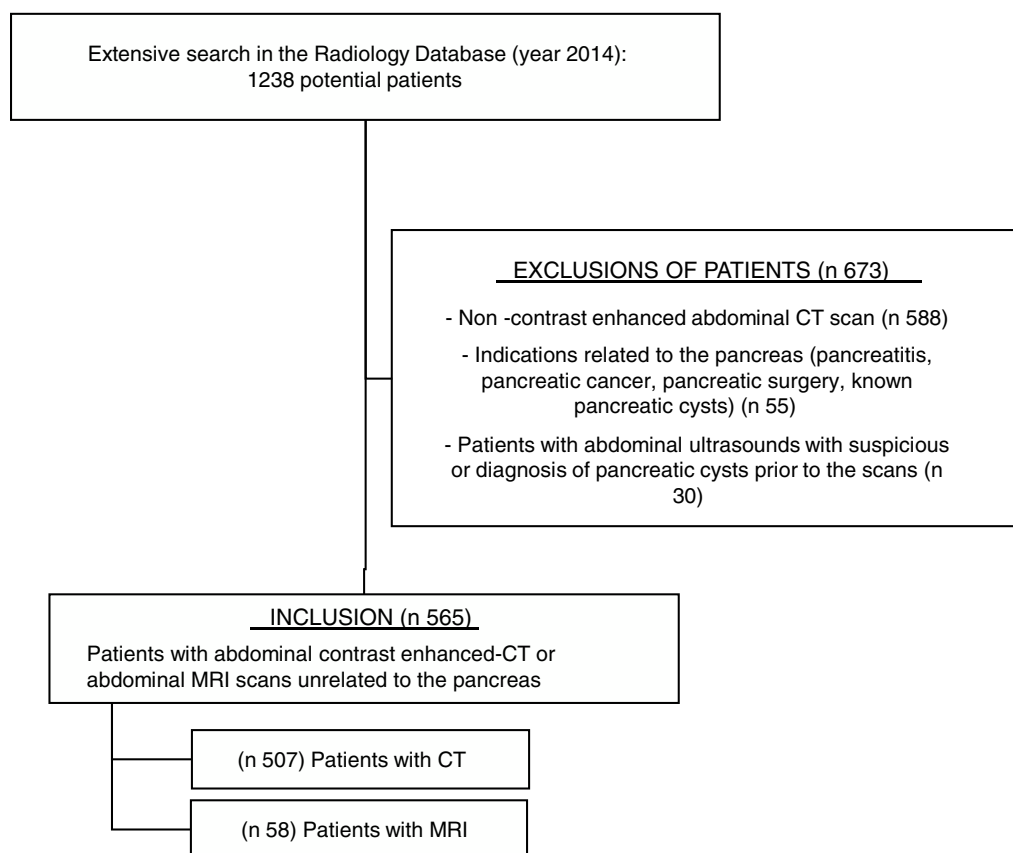 Extensive search in the Radiology Database (year 2014):
1238 potential patients
EXCLUSIONS OF PATIENTS (n 673)
- Non -contrast enhanced abdominal CT scan (n 588)
- Indications related to the pancreas (pancreatitis,
pancreatic cancer, pancreatic surgery, known
pancreatic cysts) (n 55)
- Patients with abdominal ultrasounds with suspicious
or diagnosis of pancreatic cysts prior to the scans (n
30)
INCLUSION (n 565)
Patients with abdominal contrast enhanced-CT or
abdominal MRI scans unrelated to the pancreas
(n 507) Patients with CT
(n 58) Patients with MRI